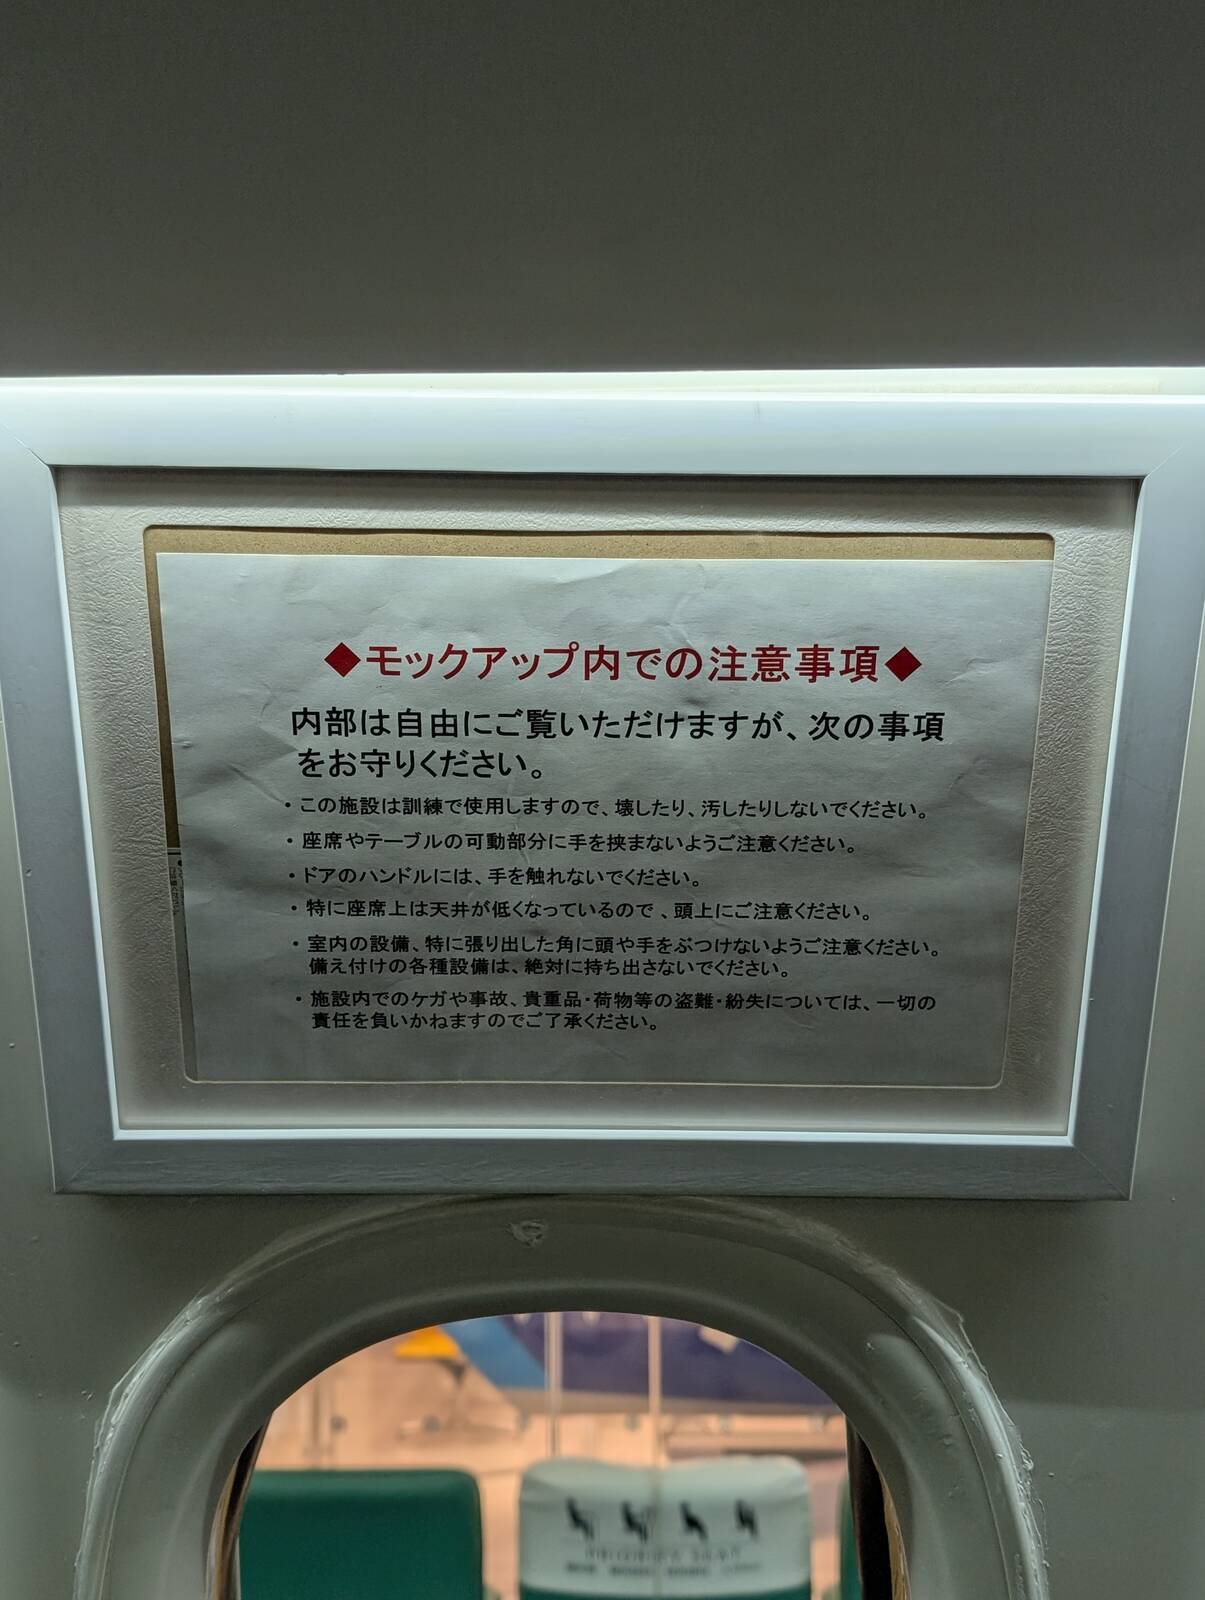 ◆モックアップ内での注意事項◆
内部は自由にご覧いただけますが、次の事項
をお守りください。
・この施設は訓練で使用しますので、壊したり、汚したりしないでください。
・座席やテーブルの可動部分に手を挟まないようご注意ください。
・ドアのハンドルには、手を触れないでください。
・特に座席上は天井が低くなっているので、頭上にご注意ください。
・室内の設備、特に張り出した角に頭や手をぶつけないようご注意ください。
備え付けの各種設備は、絶対に持ち出さないでください。
・施設内でのケガや事故、貴重品・荷物等の盗難・紛失については、一切の
責任を負いかねますのでご了承ください。
PRIORITY SEAT